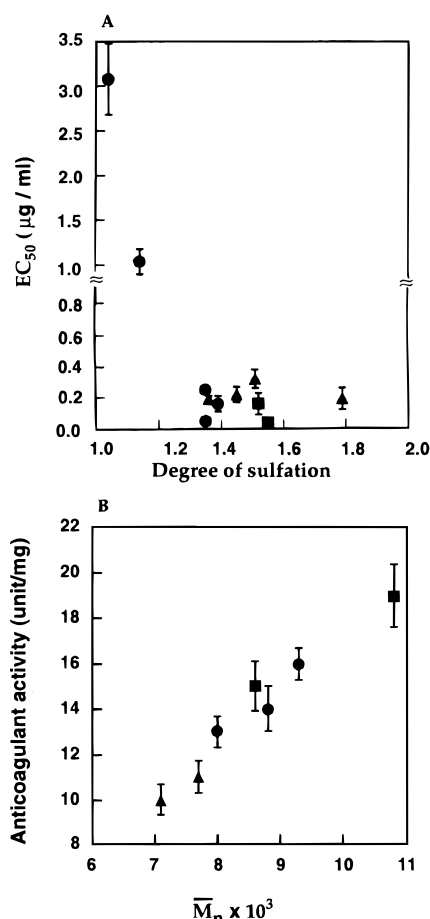 A
3.5
3.0
2.5
2.0
1.5
1.0
0.8
0.6
0.4
0.2
0.0
EC50 ( μg / ml)
1.0 1.2 1.4 1.6 1.8 2.0
Degree of sulfation
B
22
20
18
16
14
12
10
8
Anticoagulant activity (unit/mg)
6 7 8 9 10 11
M̅n x 10³